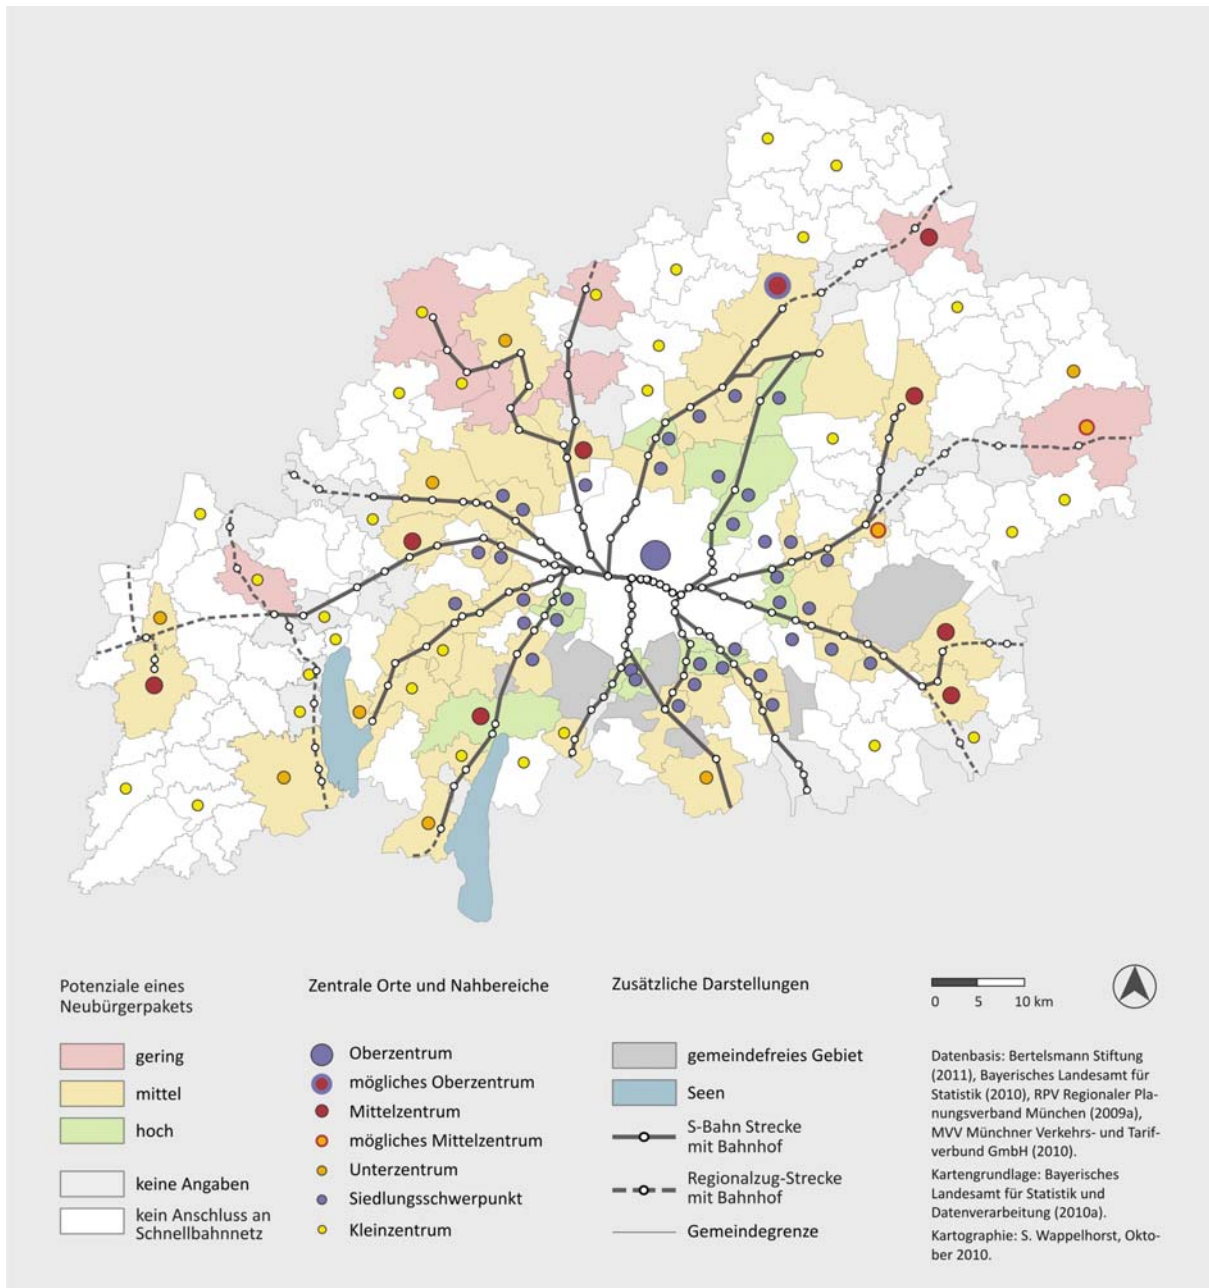 Potenziale eines
Neubürgerpakets
gering
mittel
hoch
keine Angaben
kein Anschluss an
Schnellbahnnetz
Zentrale Orte und Nahbereiche
Oberzentrum
mögliches Oberzentrum
Mittelzentrum
mögliches Mittelzentrum
Unterzentrum
Siedlungsschwerpunkt
Kleinzentrum
Zusätzliche Darstellungen
gemeindefreies Gebiet
Seen
S-Bahn Strecke
mit Bahnhof
Regionalzug-Strecke
mit Bahnhof
Gemeindegrenze
0 5 10 km
Datenbasis: Bertelsmann Stiftung
(2011), Bayerisches Landesamt für
Statistik (2010), RPV Regionaler Pla-
nungsverband München (2009a),
MVV Münchner Verkehrs- und Tarif-
verbund GmbH (2010).
Kartengrundlage: Bayerisches
Landesamt für Statistik und
Datenverarbeitung (2010a).
Kartographie: S. Wappelhorst, Okto-
ber 2010.